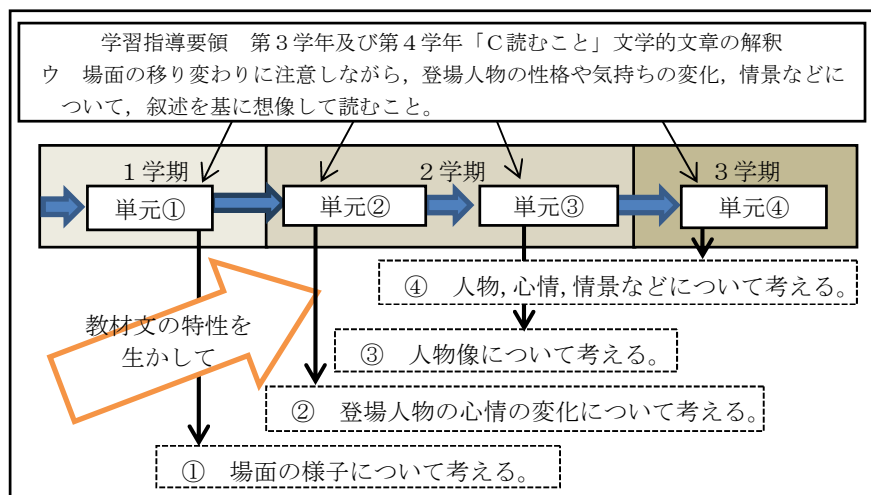 学習指導要領　第３学年及び第４学年「Ｃ読むこと」文学的文章の解釈
ウ　場面の移り変わりに注意しながら，登場人物の性格や気持ちの変化，情景などに
ついて，叙述を基に想像して読むこと。
１学期
２学期
３学期
単元①
単元②
単元③
単元④
教材文の特性を
生かして
④　人物，心情，情景などについて考える。
③　人物像について考える。
②　登場人物の心情の変化について考える。
①　場面の様子について考える。